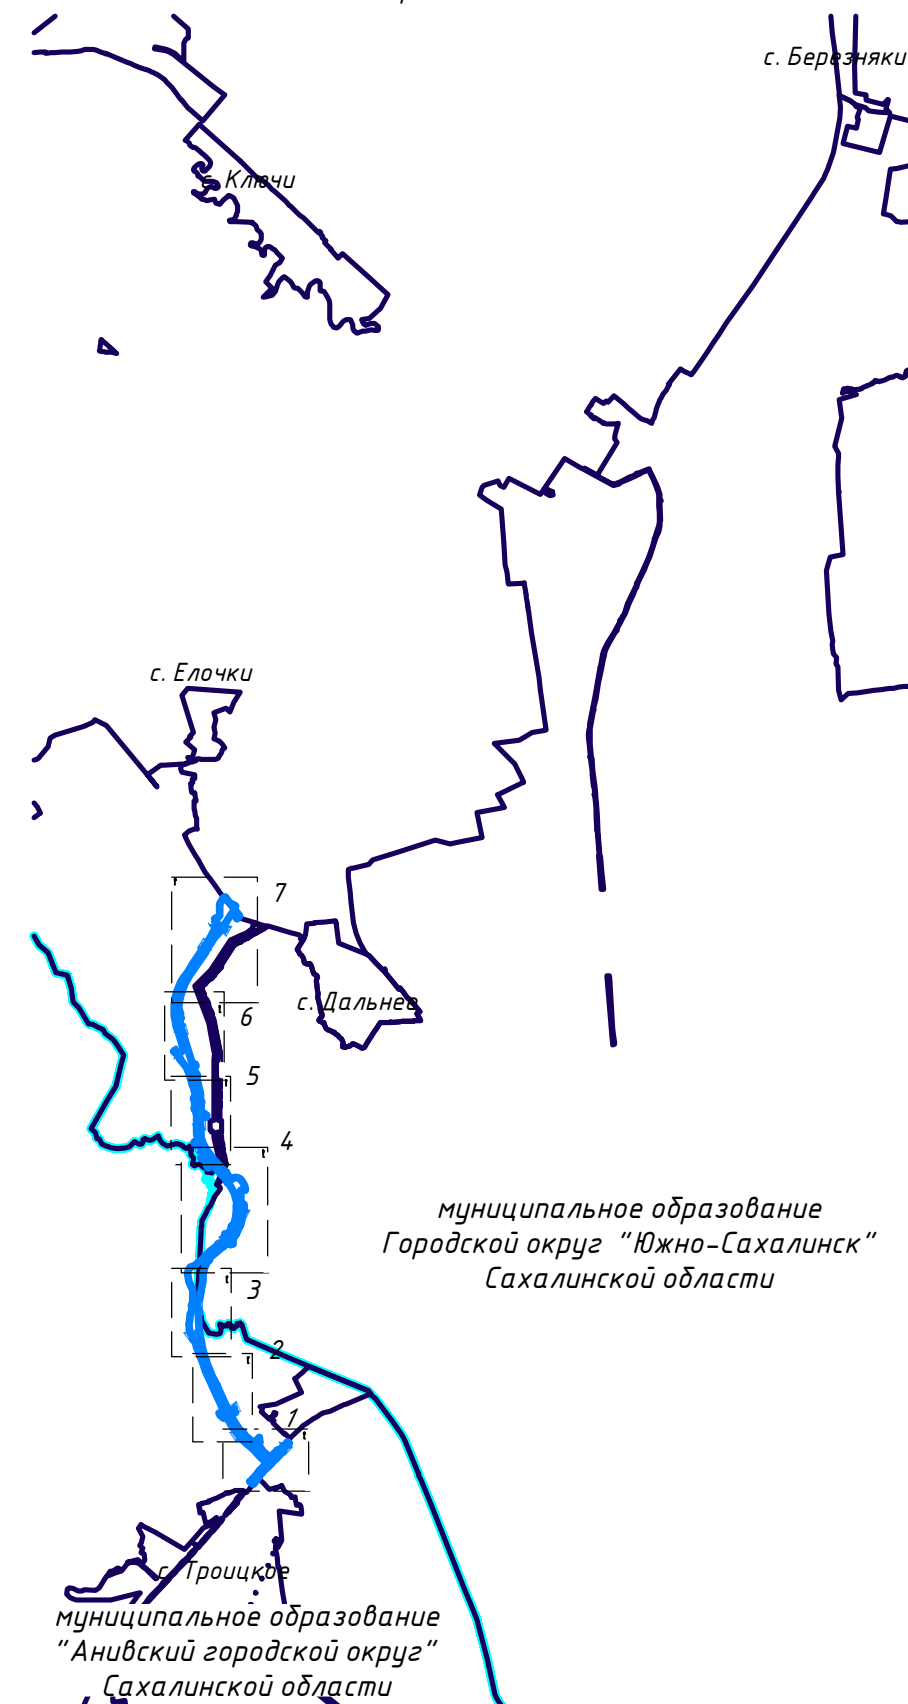 с. Березняки
с. Ключи
с. Елочки
7
с. Дальнее
6
5
4
муниципальное образование
Городской округ "Южно-Сахалинск"
Сахалинской области
3
2
1
с. Троицкое
муниципальное образование
"Анивский городской округ"
Сахалинской области